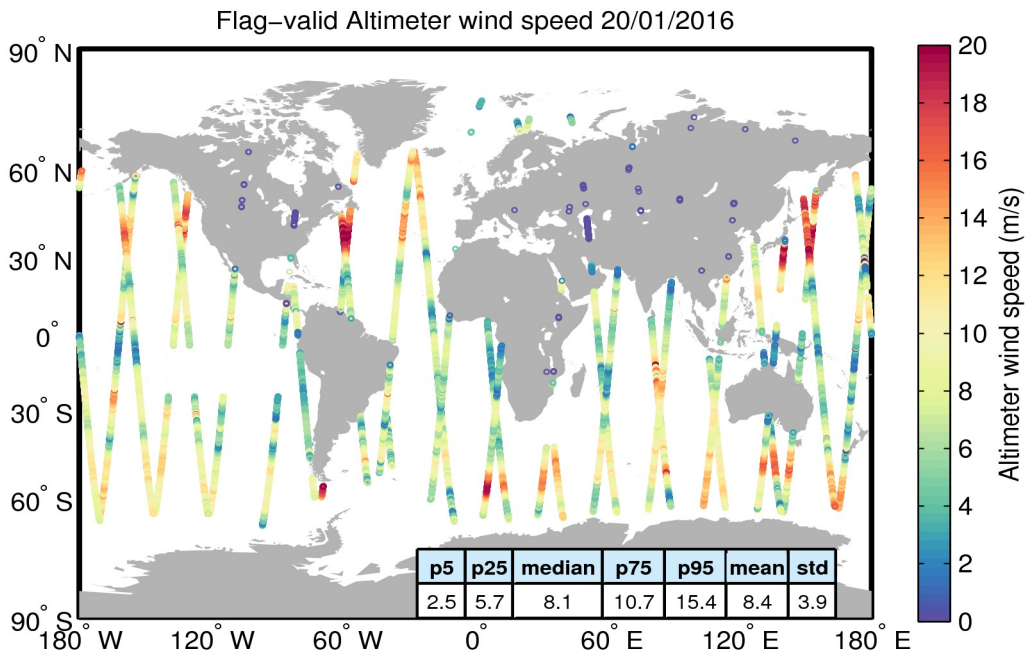 Flag−valid Altimeter wind speed 20/01/2016
90° N
60° N
30° N
0°
30° S
60° S
90° S
180° W
120° W
60° W
0°
60° E
120° E
180° E
p5 p25 median p75 p95 mean std
2.5 5.7 8.1 10.7 15.4 8.4 3.9
20
18
16
14
12
10
8
6
4
2
0
Altimeter wind speed (m/s)